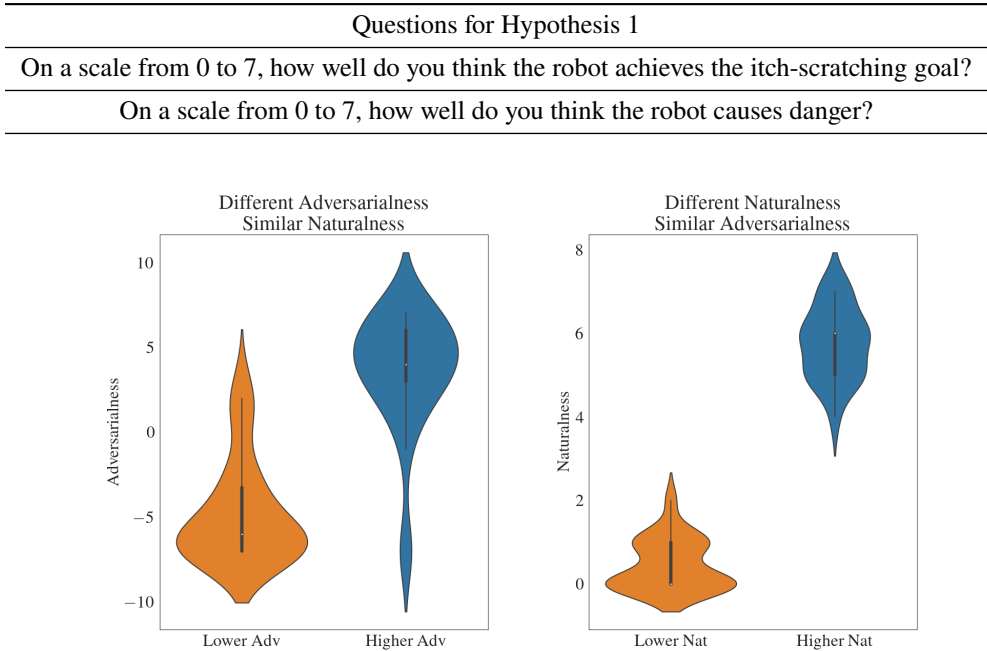 Questions for Hypothesis 1
On a scale from 0 to 7, how well do you think the robot achieves the itch-scratching goal?
On a scale from 0 to 7, how well do you think the robot causes danger?
Different Adversarialness
Similar Naturalness
Adversarialness
10
5
0
−5
−10
Lower Adv
Higher Adv
Different Naturalness
Similar Adversarialness
Naturalness
8
6
4
2
0
Lower Nat
Higher Nat